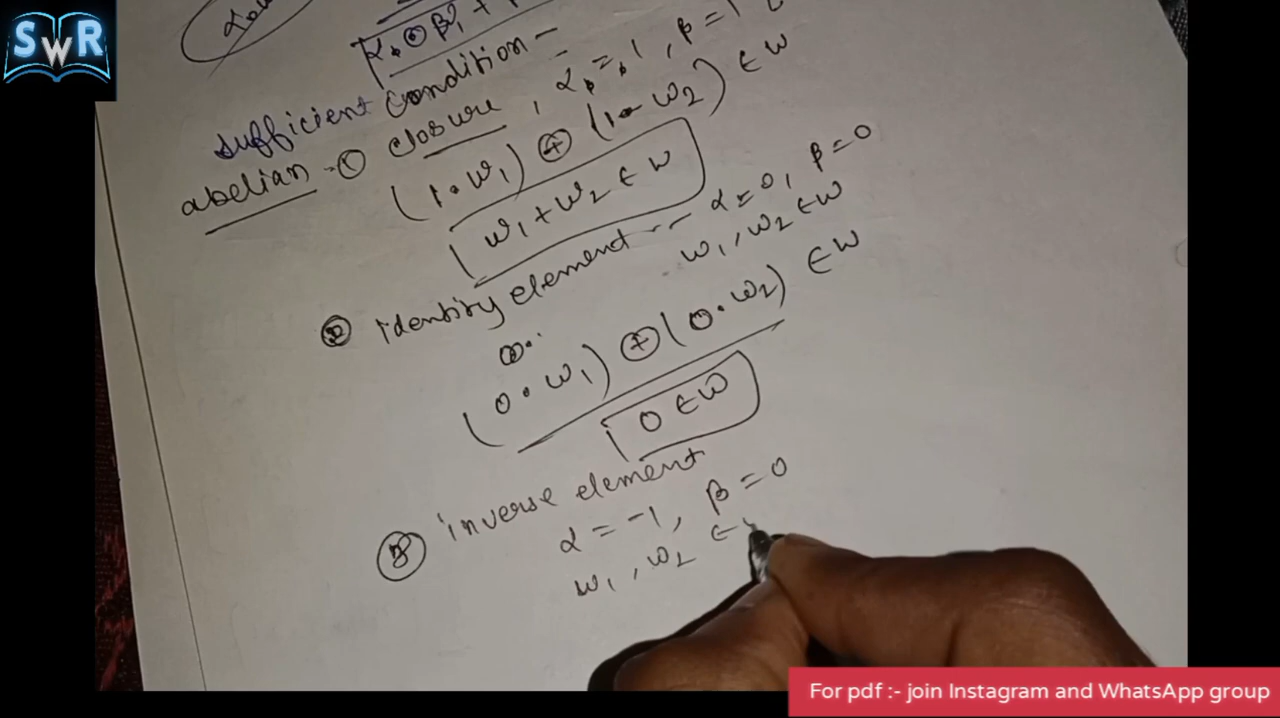 SWR
sufficient condition -
abelian - ① closure, α = 1, β = 1
(1·w₁) ⊕ (1·w₂) ∈ W
w₁ + w₂ ∈ W
② identity element -- α = 0, β = 0
w₁, w₂ ∈ W
(0·w₁) ⊕ (0·w₂) ∈ W
0 ∈ W
③ inverse element
α = -1, β = 0
w₁, w₂ ∈
For pdf :- join Instagram and WhatsApp group